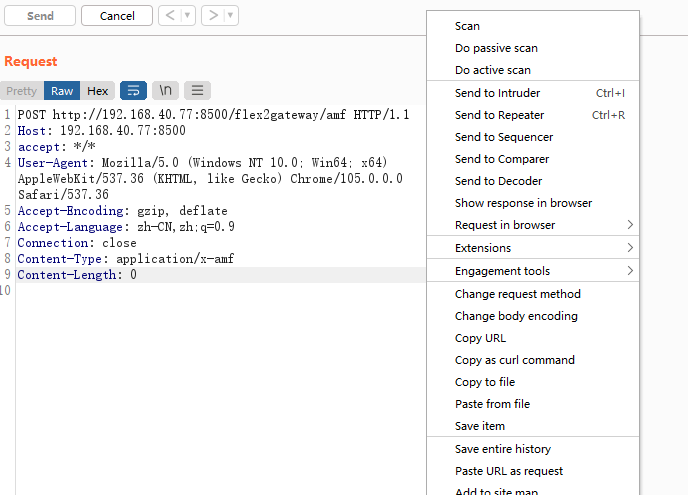 Send Cancel < ▼ > ▼
Request
Pretty Raw Hex \n
1 POST http://192.168.40.77:8500/flex2gateway/amf HTTP/1.1
2 Host: 192.168.40.77:8500
3 accept: */*
4 User-Agent: Mozilla/5.0 (Windows NT 10.0; Win64; x64)
AppleWebKit/537.36 (KHTML, like Gecko) Chrome/105.0.0.0
Safari/537.36
5 Accept-Encoding: gzip, deflate
6 Accept-Language: zh-CN,zh;q=0.9
7 Connection: close
8 Content-Type: application/x-amf
9 Content-Length: 0
10
Scan
Do passive scan
Do active scan
Send to Intruder Ctrl+I
Send to Repeater Ctrl+R
Send to Sequencer
Send to Comparer
Send to Decoder
Show response in browser
Request in browser >
Extensions >
Engagement tools >
Change request method
Change body encoding
Copy URL
Copy as curl command
Copy to file
Paste from file
Save item
Save entire history
Paste URL as request
Add to site map